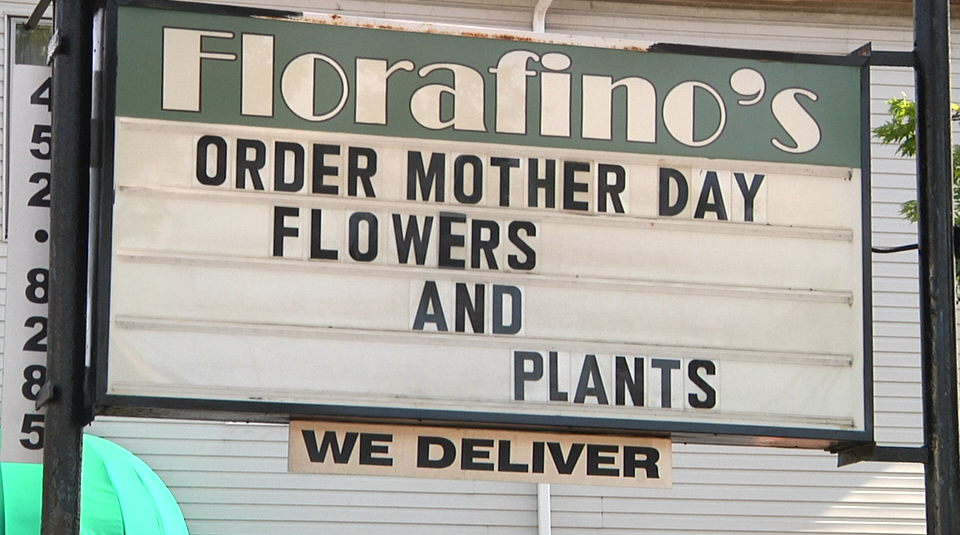 Florafino's
ORDER MOTHER DAY
FLOWERS
AND
PLANTS
WE DELIVER
452•8285